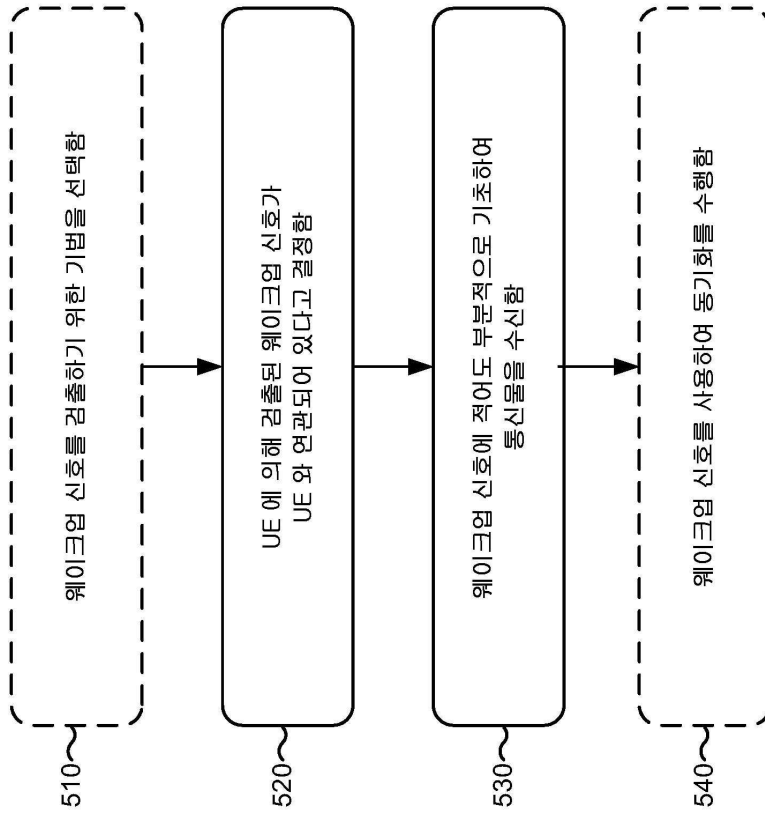 510
웨이크업 신호를 검출하기 위한 기법을 선택함
520
UE 에 의해 검출된 웨이크업 신호가
UE 와 연관되어 있다고 결정함
530
웨이크업 신호에 적어도 부분적으로 기초하여
통신물을 수신함
540
웨이크업 신호를 사용하여 동기화를 수행함